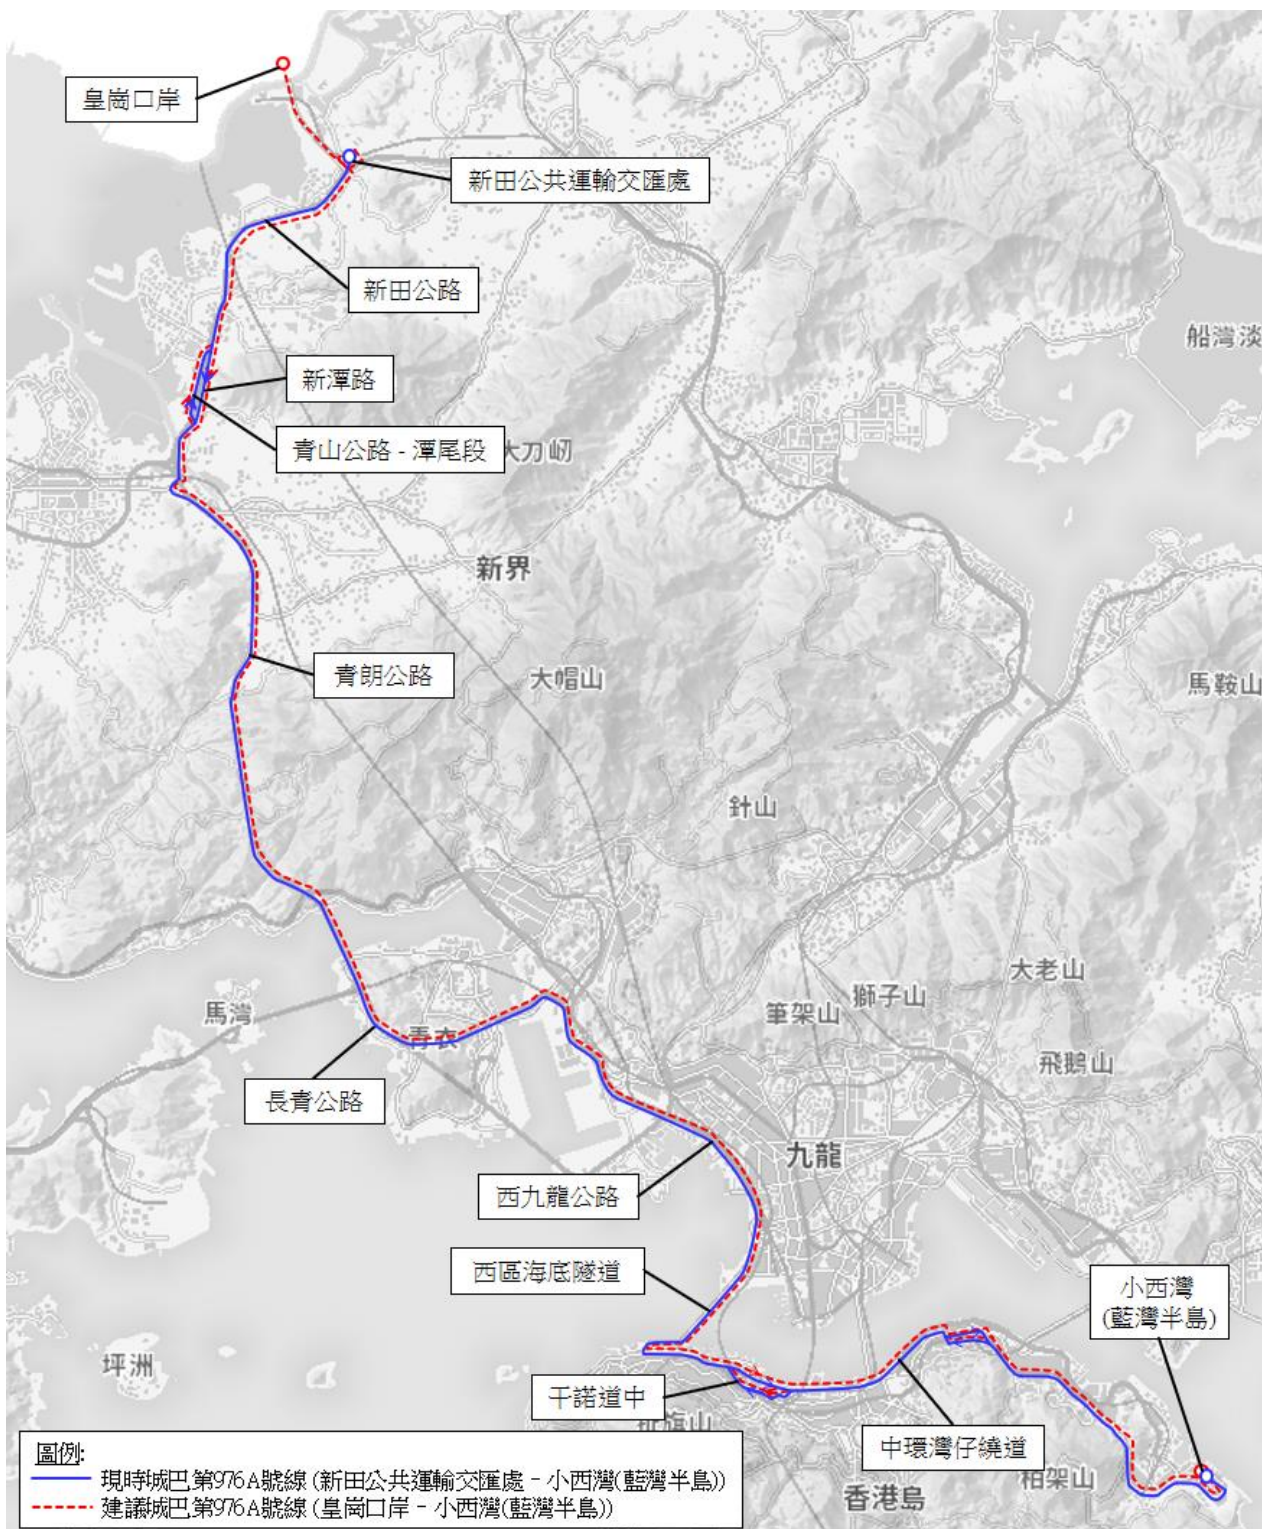 皇崗口岸
新田公共運輸交匯處
新田公路
船灣淡
新潭路
青山公路 - 潭尾段
大刀屻
新界
青朗公路
大帽山
馬鞍山
針山
大老山
馬灣
獅子山
筆架山
青衣
飛鵝山
長青公路
九龍
西九龍公路
西區海底隧道
小西灣
(藍灣半島)
坪洲
干諾道中
扯旗山
中環灣仔繞道
柏架山
香港島
圖例:
現時城巴第976A號線 (新田公共運輸交匯處 - 小西灣(藍灣半島))
建議城巴第976A號線 (皇崗口岸 - 小西灣(藍灣半島))